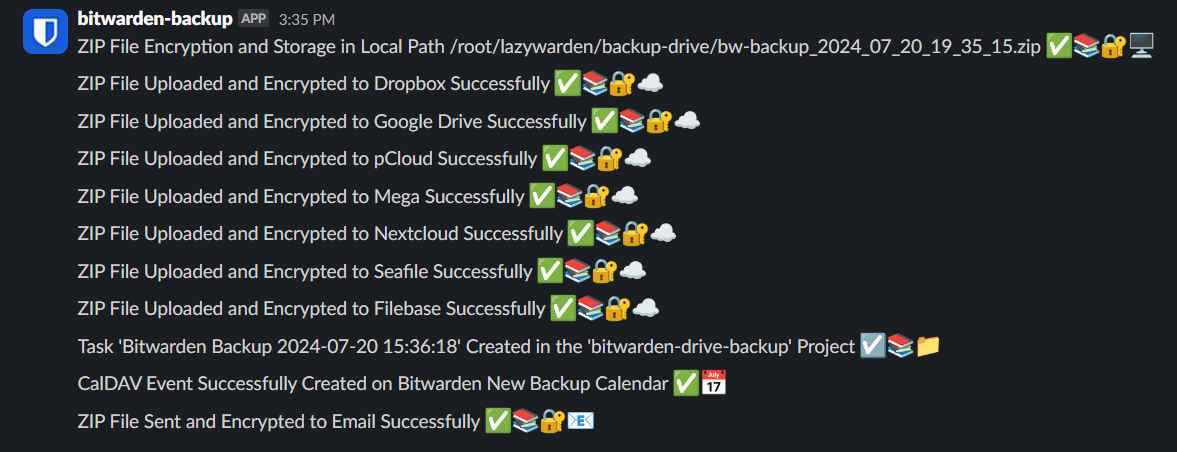 bitwarden-backup APP 3:35 PM
ZIP File Encryption and Storage in Local Path /root/lazywarden/backup-drive/bw-backup_2024_07_20_19_35_15.zip ✅📚🔐🖥️
ZIP File Uploaded and Encrypted to Dropbox Successfully ✅📚🔐☁️
ZIP File Uploaded and Encrypted to Google Drive Successfully ✅📚🔐☁️
ZIP File Uploaded and Encrypted to pCloud Successfully ✅📚🔐☁️
ZIP File Uploaded and Encrypted to Mega Successfully ✅📚🔐☁️
ZIP File Uploaded and Encrypted to Nextcloud Successfully ✅📚🔐☁️
ZIP File Uploaded and Encrypted to Seafile Successfully ✅📚🔐☁️
ZIP File Uploaded and Encrypted to Filebase Successfully ✅📚🔐☁️
Task 'Bitwarden Backup 2024-07-20 15:36:18' Created in the 'bitwarden-drive-backup' Project ☑️📚📁
CalDAV Event Successfully Created on Bitwarden New Backup Calendar ✅📅
ZIP File Sent and Encrypted to Email Successfully ✅📚🔐📧